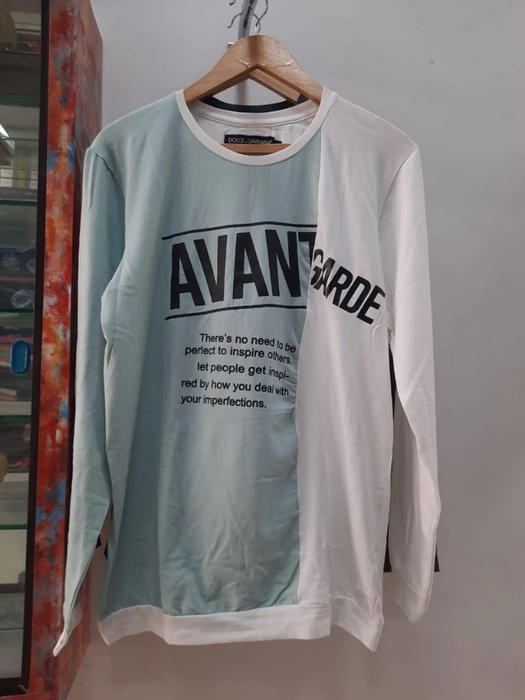 DOLCE & GABBANA
AVANT
GARDE
There's no need to be
perfect to inspire others.
let people get inspi-
red by how you deal with
your imperfections.